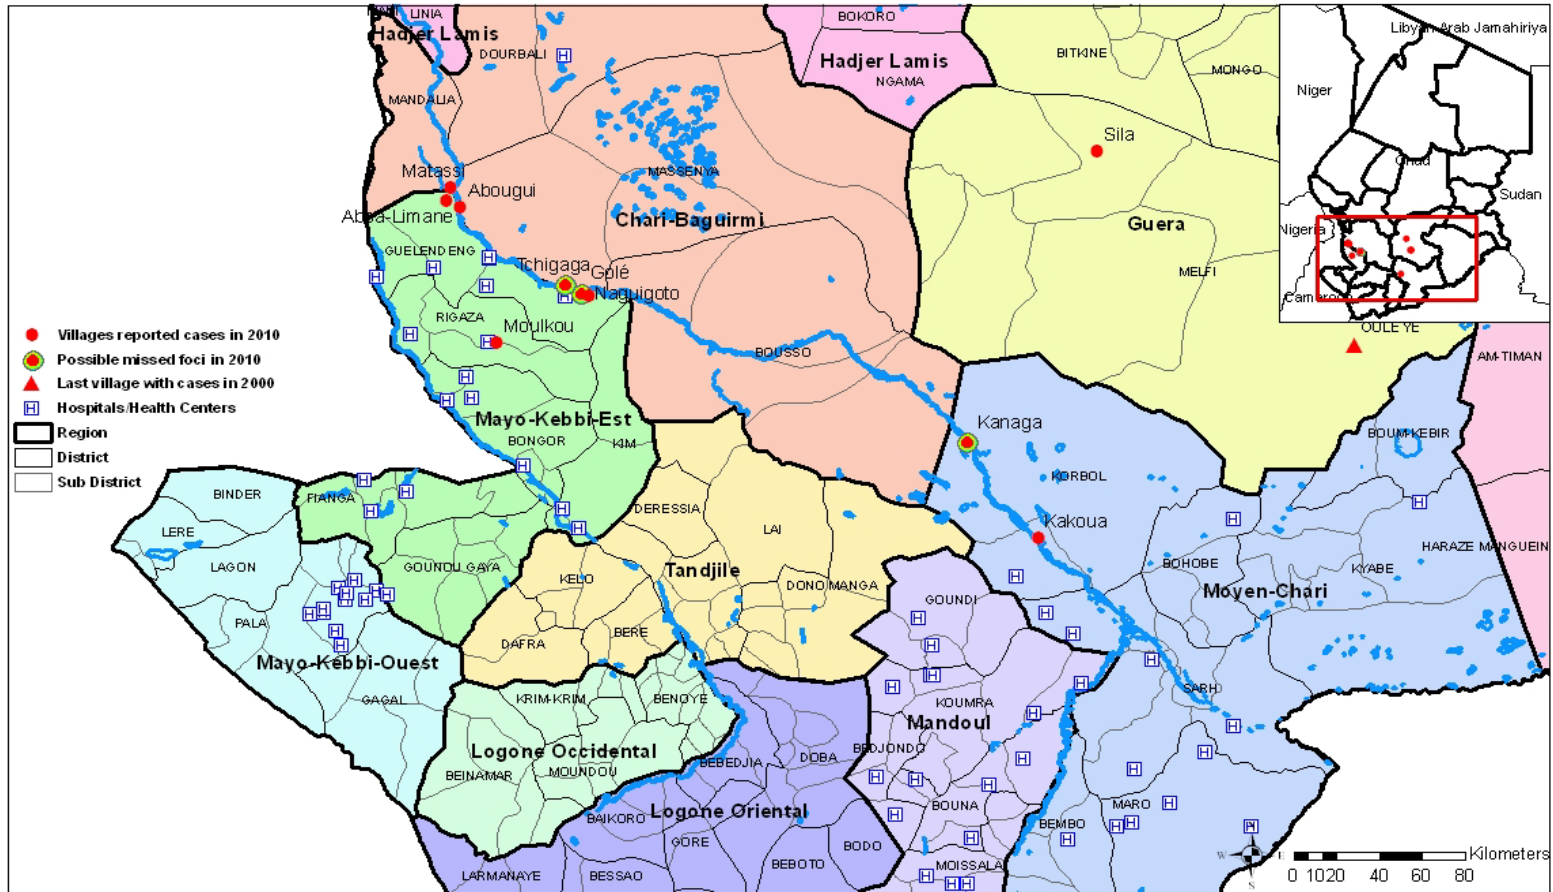 LINIA
Hadjer Lamis
DOURBALI
MANDALIA
BOKORO
Hadjer Lamis
NGAMA
BITKINE
MONGO
Libyan Arab Jamahiriya
Niger
Chad
Sudan
Nigeria
Cameroon
Sila
Matassi
Abougui
MASSENYA
Chari-Baguirmi
Guera
MELFI
GUELENDENG
Tchigaga
Golé
Naguigoto
RIGAZA
Moulkou
BOUSSO
OULEYE
AM-TIMAN
Villages reported cases in 2010
Possible missed foci in 2010
Last village with cases in 2000
H
Hospitals/Health Centers
Region
District
Sub District
Mayo-Kebbi-Est
BONGOR
KIM
Kanaga
BOUM-KEBIR
KORBOL
BINDER
FIANGA
LERE
DERESSIA
LAI
Kakoua
LAGON
GOUNOU GAYA
KELO
Tandjile
DONO MANGA
BOHOBE
KYABE
HARAZE MANGUEIN
Moyen-Chari
GOUNDI
PALA
DAFRA
BERE
Mayo-Kebbi-Ouest
GAGAL
KRIM-KRIM
BENOYE
SARH
KOUMRA
Mandoul
Logone Occidental
BEDJONDO
BEINAMAR
MOUNDOU
BEBEDJIA
DOBA
Logone Oriental
BAIKORO
BOUNA
MARO
BEMBO
GORE
BODO
BEBOTO
MOISSALA
LARMANAYE
BESSAO
W
E
S
Kilometers
0 10 20 40 60 80